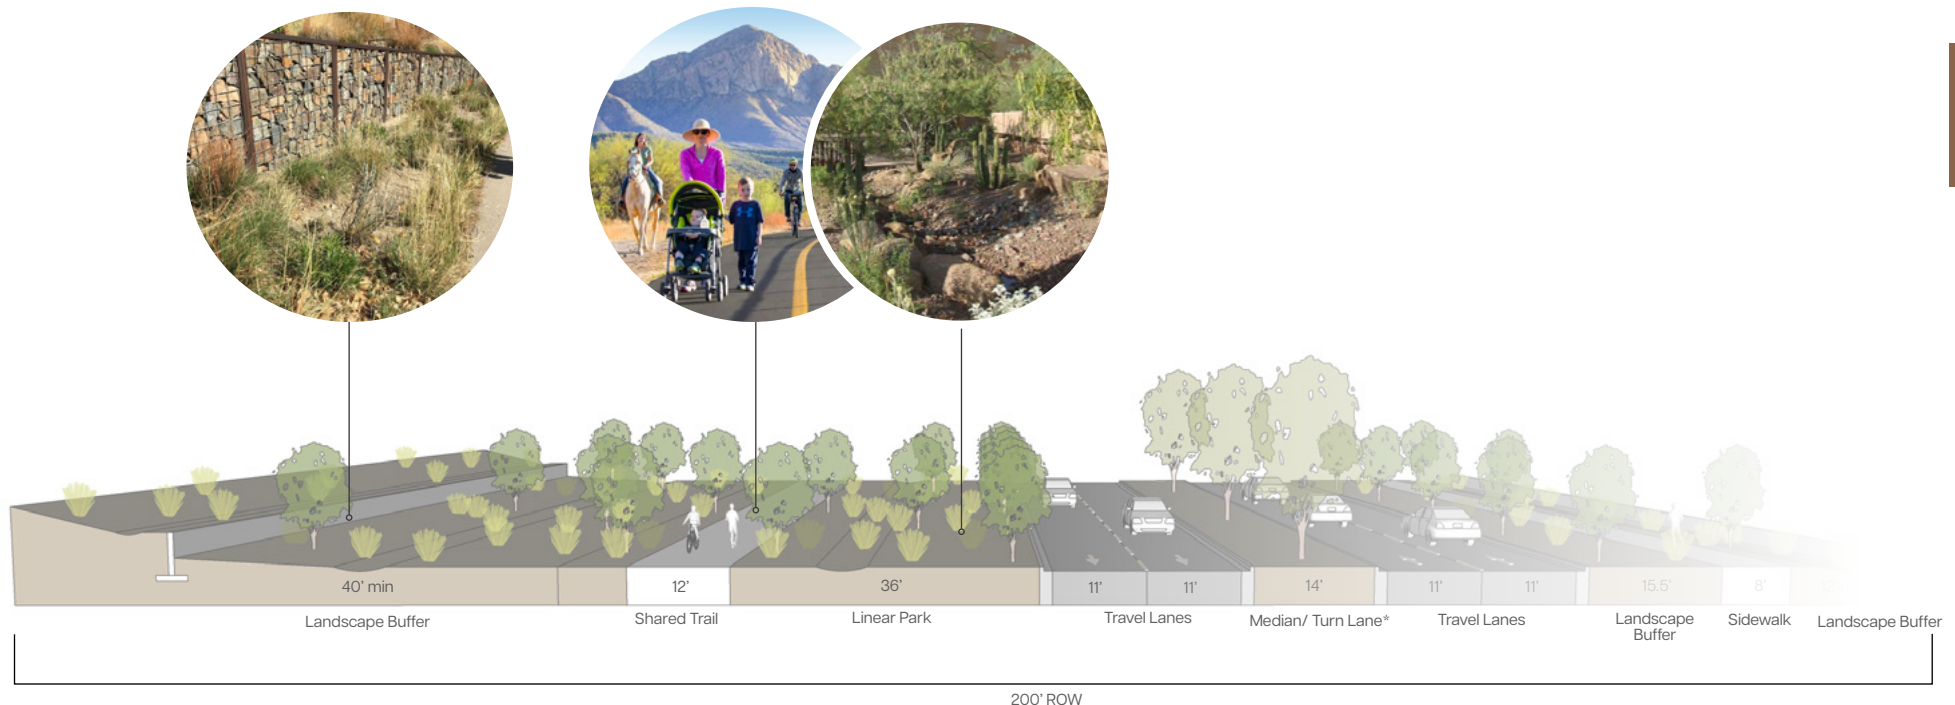 40' min
12'
36'
11'
11'
14'
11'
11'
15.5'
8'
Landscape Buffer
Shared Trail
Linear Park
Travel Lanes
Median/ Turn Lane*
Travel Lanes
Landscape
Buffer
Sidewalk
Landscape Buffer
200' ROW